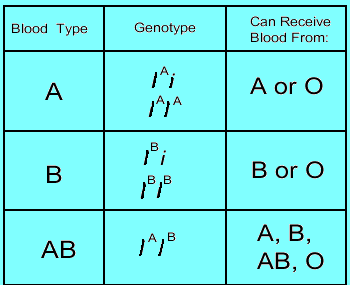 Blood Type Genotype Can Receive Blood From:
A
I^A i
I^A I^A
A or O
B
I^B i
I^B I^B
B or O
AB
I^A I^B
A, B,
AB, O